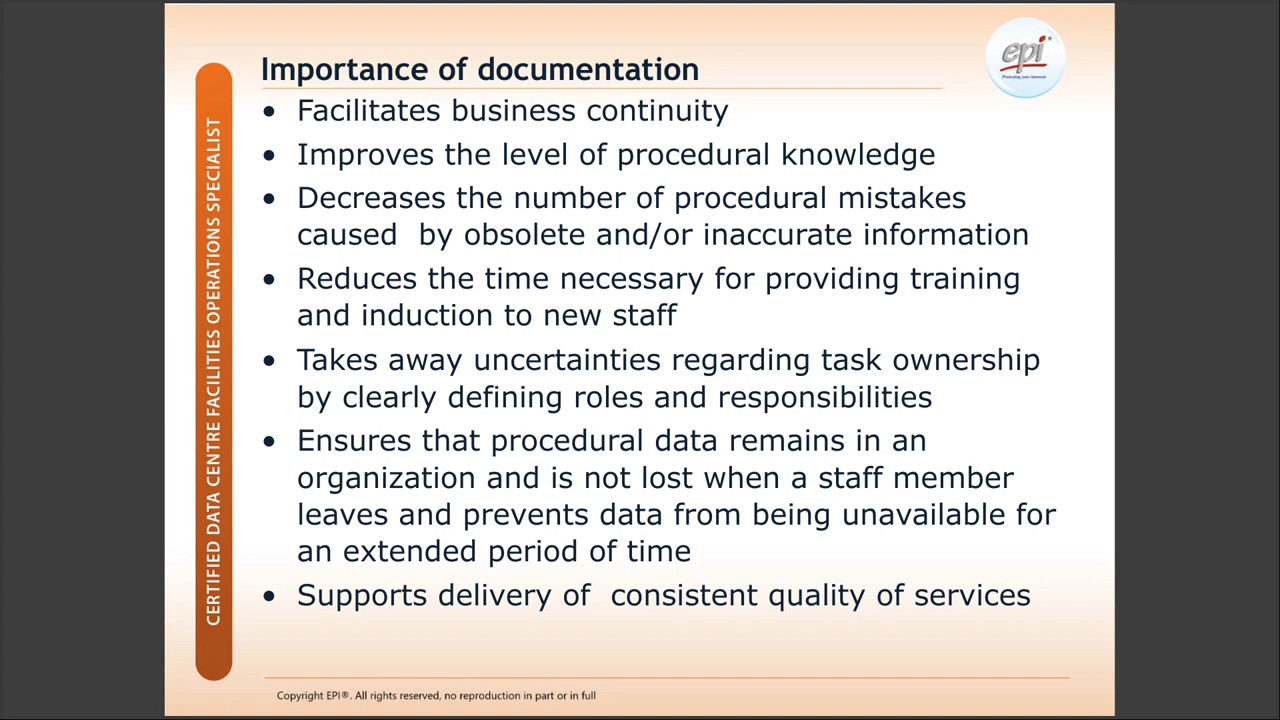 Importance of documentation
epi®
Protecting your interest
• Facilitates business continuity
• Improves the level of procedural knowledge
• Decreases the number of procedural mistakes
caused  by obsolete and/or inaccurate information
• Reduces the time necessary for providing training
and induction to new staff
• Takes away uncertainties regarding task ownership
by clearly defining roles and responsibilities
• Ensures that procedural data remains in an
organization and is not lost when a staff member
leaves and prevents data from being unavailable for
an extended period of time
• Supports delivery of  consistent quality of services
CERTIFIED DATA CENTRE FACILITIES OPERATIONS SPECIALIST
Copyright EPI®. All rights reserved, no reproduction in part or in full